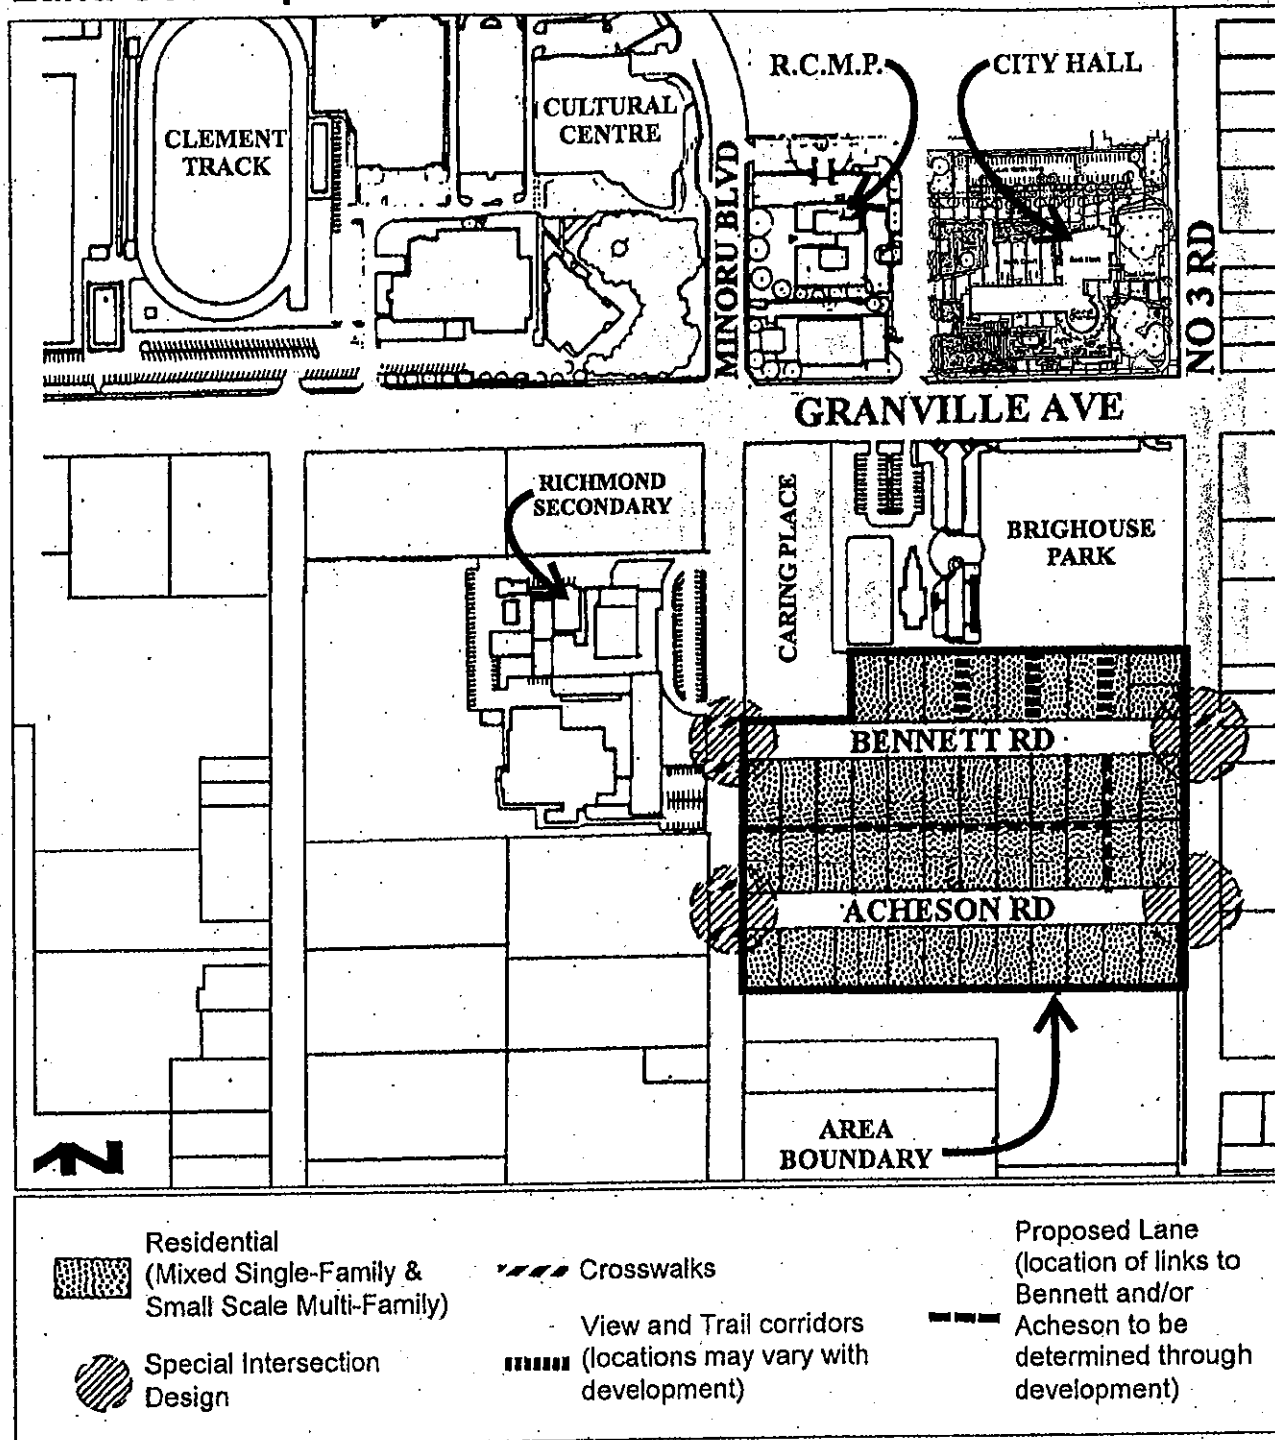 R.C.M.P.
CITY HALL
CULTURAL
CENTRE
CLEMENT
TRACK
MINORU BLVD
NO 3 RD
GRANVILLE AVE
RICHMOND
SECONDARY
CARING PLACE
BRIGHOUSE
PARK
BENNETT RD
ACHESON RD
AREA
BOUNDARY
N
Residential
(Mixed Single-Family &
Small Scale Multi-Family)
Special Intersection
Design
Crosswalks
View and Trail corridors
(locations may vary with
development)
Proposed Lane
(location of links to
Bennett and/or
Acheson to be
determined through
development)